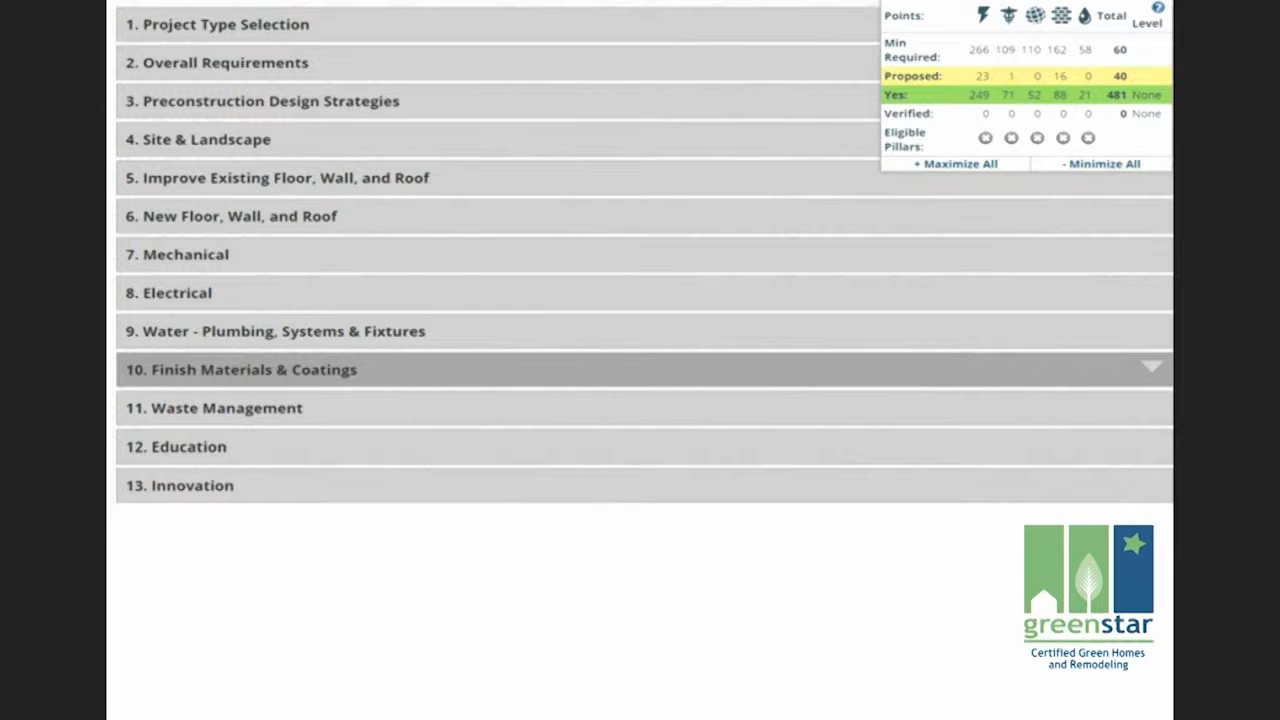 1. Project Type Selection
2. Overall Requirements
3. Preconstruction Design Strategies
4. Site & Landscape
5. Improve Existing Floor, Wall, and Roof
6. New Floor, Wall, and Roof
7. Mechanical
8. Electrical
9. Water - Plumbing, Systems & Fixtures
10. Finish Materials & Coatings
11. Waste Management
12. Education
13. Innovation
Points: Total ? Level
Min Required: 266 109 110 162 58 60
Proposed: 23 1 0 16 0 40
Yes: 249 71 52 88 21 481 None
Verified: 0 0 0 0 0 0 None
Eligible Pillars:
+ Maximize All - Minimize All
greenstar
Certified Green Homes
and Remodeling